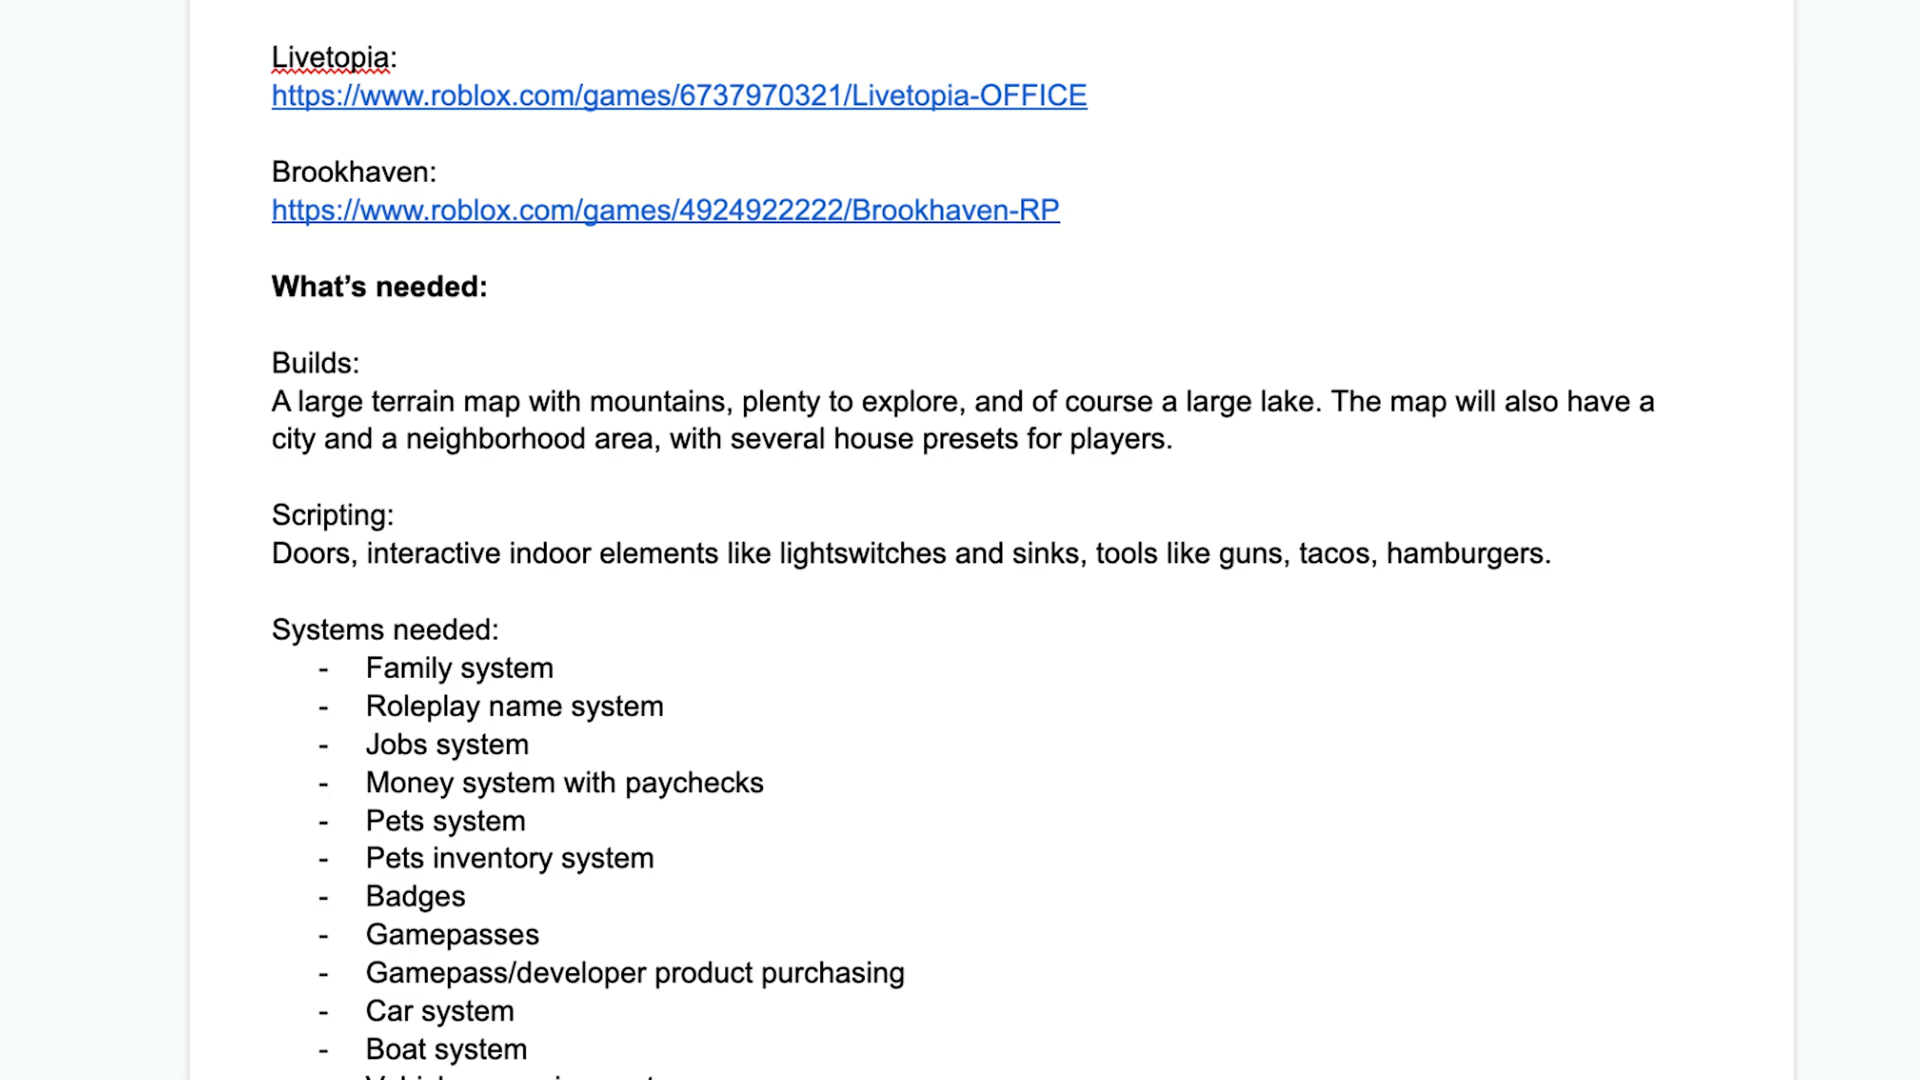 Livetopia:
https://www.roblox.com/games/6737970321/Livetopia-OFFICE
Brookhaven:
https://www.roblox.com/games/4924922222/Brookhaven-RP
What’s needed:
Builds:
A large terrain map with mountains, plenty to explore, and of course a large lake. The map will also have a
city and a neighborhood area, with several house presets for players.
Scripting:
Doors, interactive indoor elements like lightswitches and sinks, tools like guns, tacos, hamburgers.
Systems needed:
- Family system
- Roleplay name system
- Jobs system
- Money system with paychecks
- Pets system
- Pets inventory system
- Badges
- Gamepasses
- Gamepass/developer product purchasing
- Car system
- Boat system